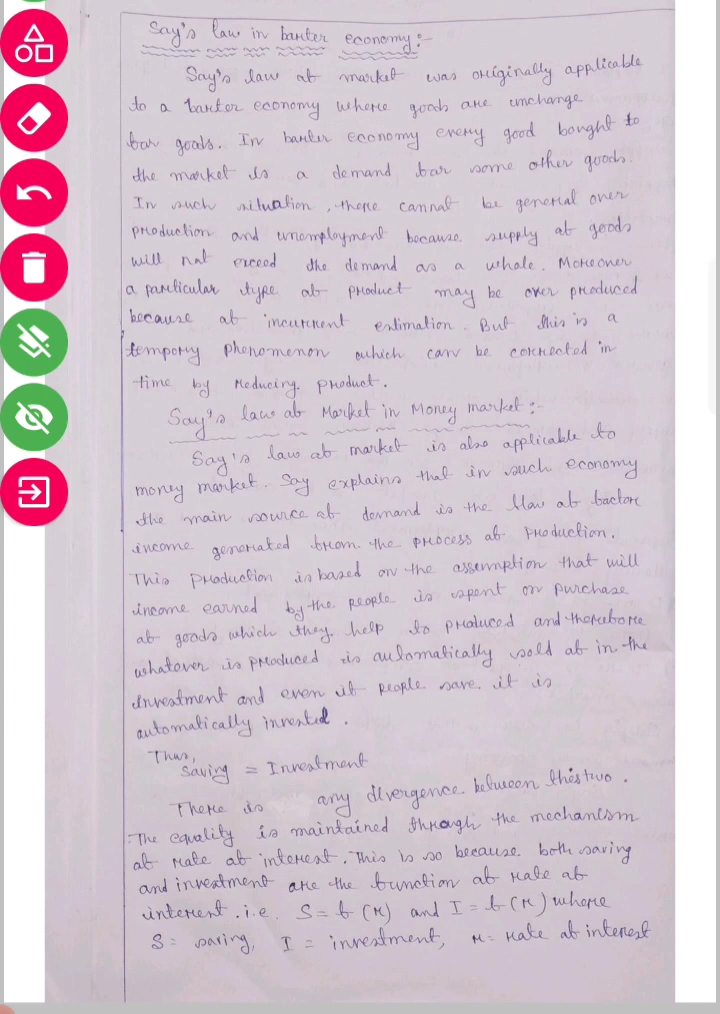 Say's law in barter economy :-
Say's law of market was originally applicable
to a barter economy where goods are unchange
for goods. In barter economy every good bought to
the market is a demand for some other goods.
In such situation, there cannot be general over
production and unemployment because supply of goods
will not exceed the demand as a whole. Moreover
a particular type of product may be over produced
because of incurrent estimation. But this is a
tempory phenomenon which can be corrected in
time by reducing product.
Say's law of Market in Money market :-
Say's law of market is also applicable to
money market. Say explains that in such economy
the main source of demand is the flow of factore
income generated from the process of production.
This production is based on the assumption that will
income earned by the people is spent on purchase
of goods which they help to produced and therefore
whatover is produced is automatically sold of in the
Investment and even if people save it is
automatically invested.
Thus,
Saving = Investment
There is any divergence between this two.
The equality is maintained through the mechanism
of rate of interest. This is so because both saving
and investment are the function of rate of
interest. i.e. S = f (r) and I = f (r) where
S = saving, I = investment, r = rate of interest